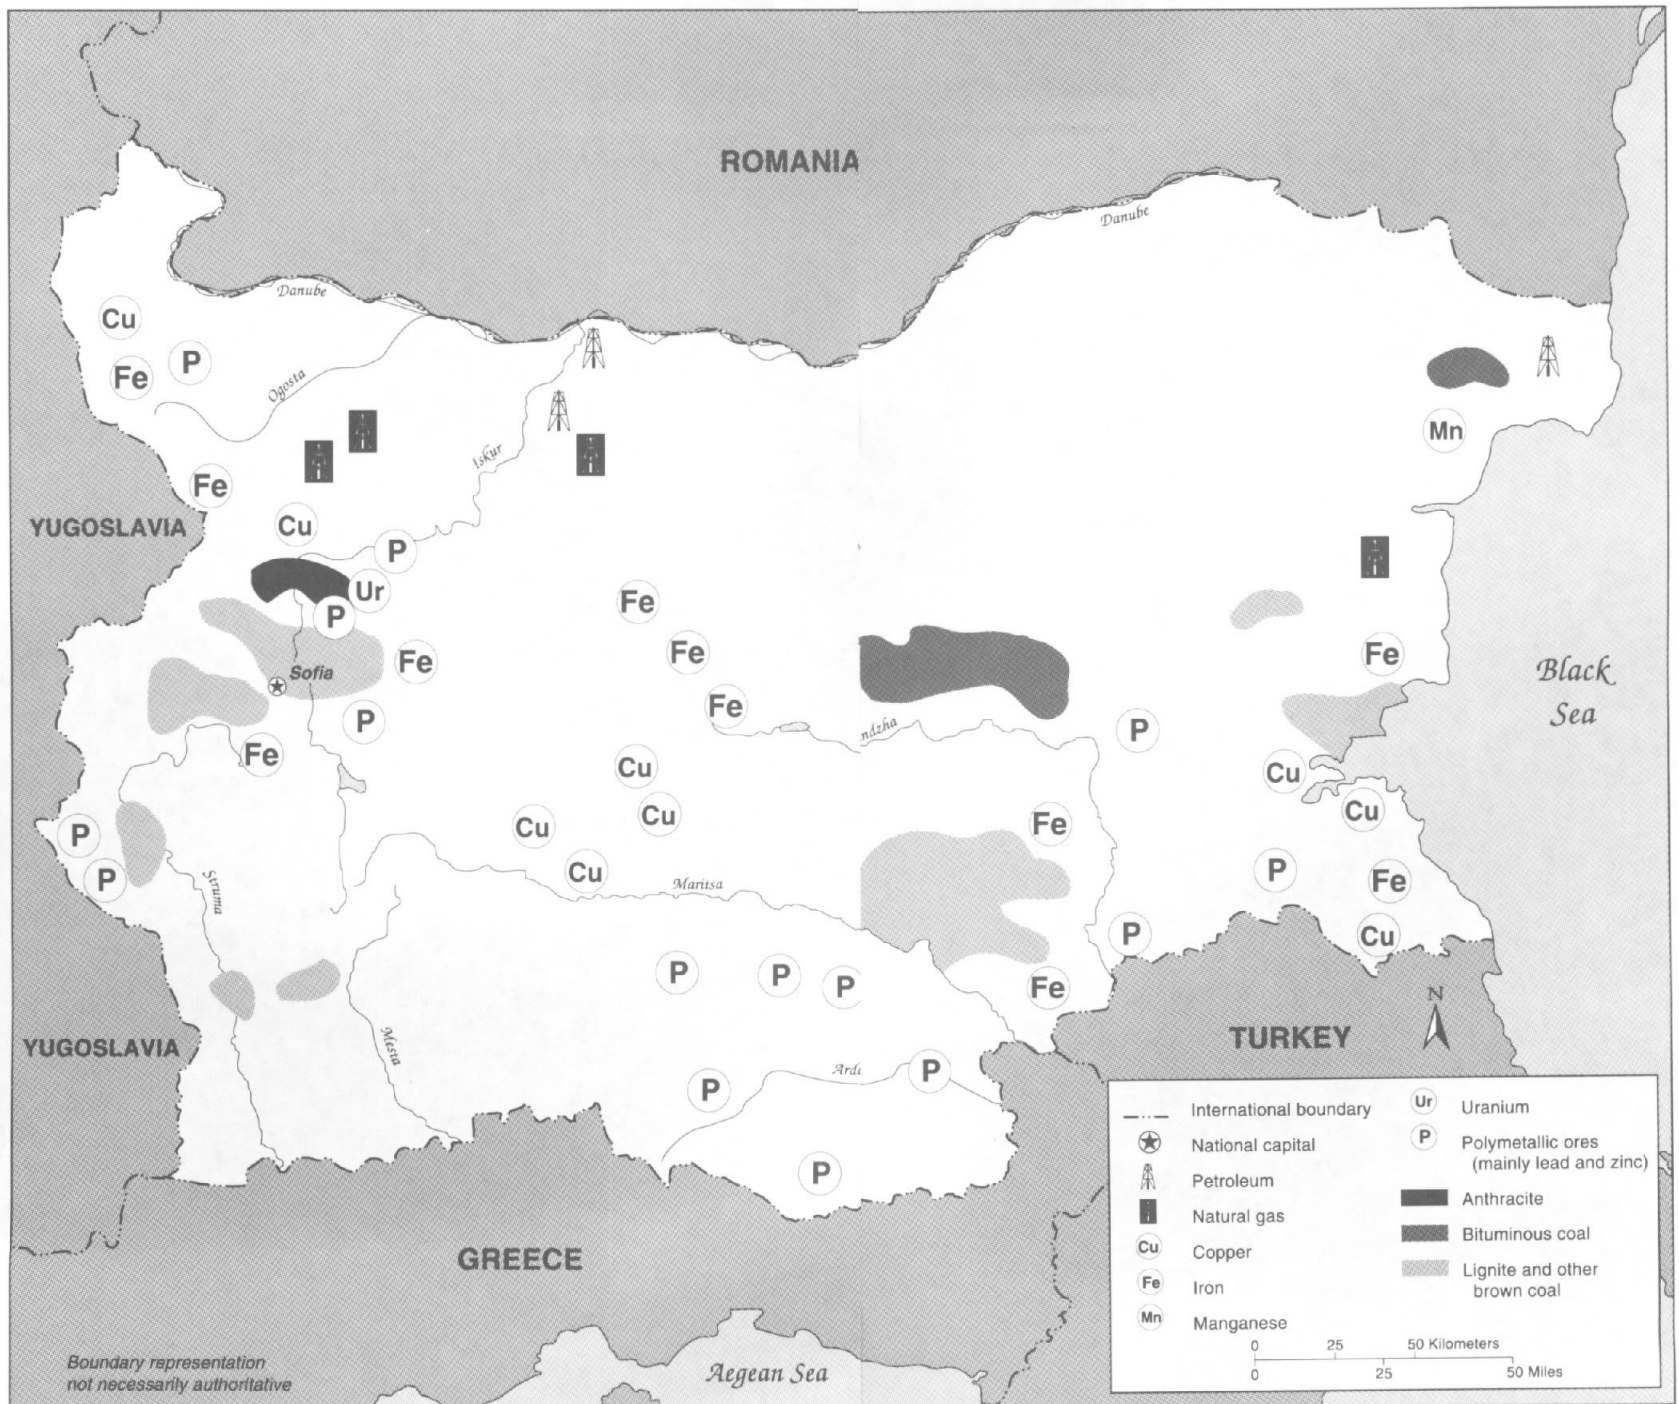 ROMANIA
Danube
Danube
Cu
P
Fe
Ogosta
Iskur
Mn
Fe
YUGOSLAVIA
Cu
P
Ur
P
Fe
Fe
Fe
Sofia
Fe
Fe
Black
Sea
P
Fe
ndzha
P
Fe
Cu
Cu
Cu
Cu
Cu
Fe
Cu
P
P
Cu
P
Fe
Struma
Maritsa
P
Cu
P
P
P
Fe
N
YUGOSLAVIA
Mesta
TURKEY
P
Ard
P
P
GREECE
Aegean Sea
Boundary representation
not necessarily authoritative
International boundary
National capital
Petroleum
Natural gas
Cu Copper
Fe Iron
Mn Manganese
Ur Uranium
P Polymetallic ores
(mainly lead and zinc)
Anthracite
Bituminous coal
Lignite and other
brown coal
0 25 50 Kilometers
0 25 50 Miles